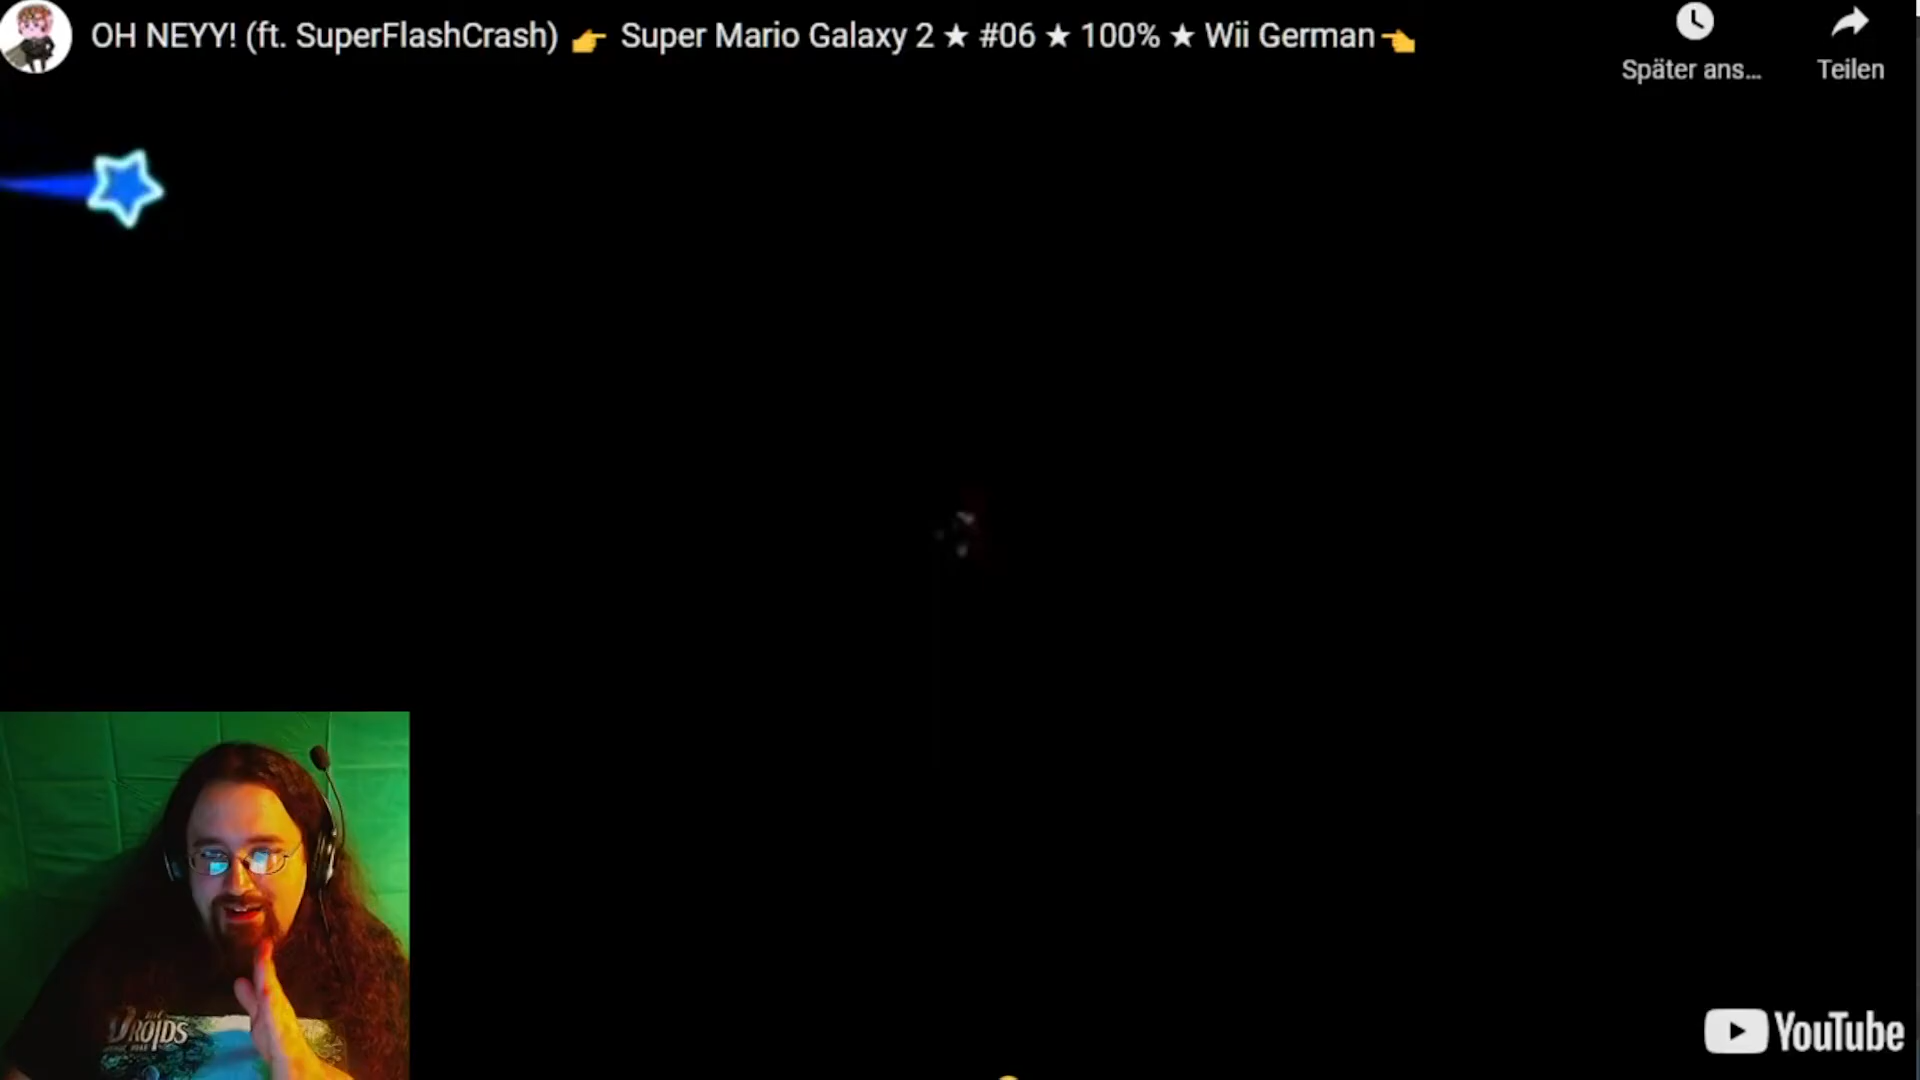 OH NEYY! (ft. SuperFlashCrash) 👉 Super Mario Galaxy 2 ★ #06 ★ 100% ★ Wii German 👈
Später ans...
Teilen
DROIDS
YouTube